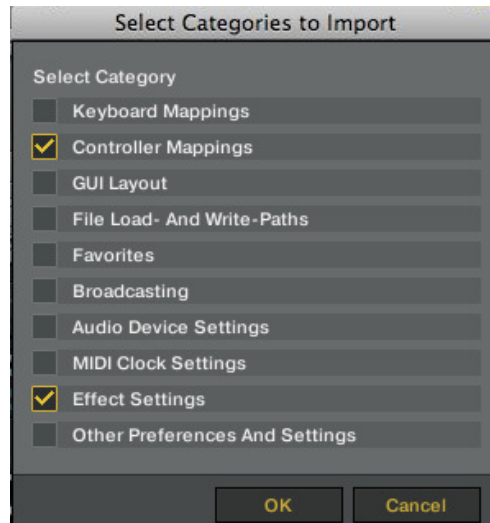 Select Categories to Import
Select Category
Keyboard Mappings
Controller Mappings
GUI Layout
File Load- And Write-Paths
Favorites
Broadcasting
Audio Device Settings
MIDI Clock Settings
Effect Settings
Other Preferences And Settings
OK Cancel